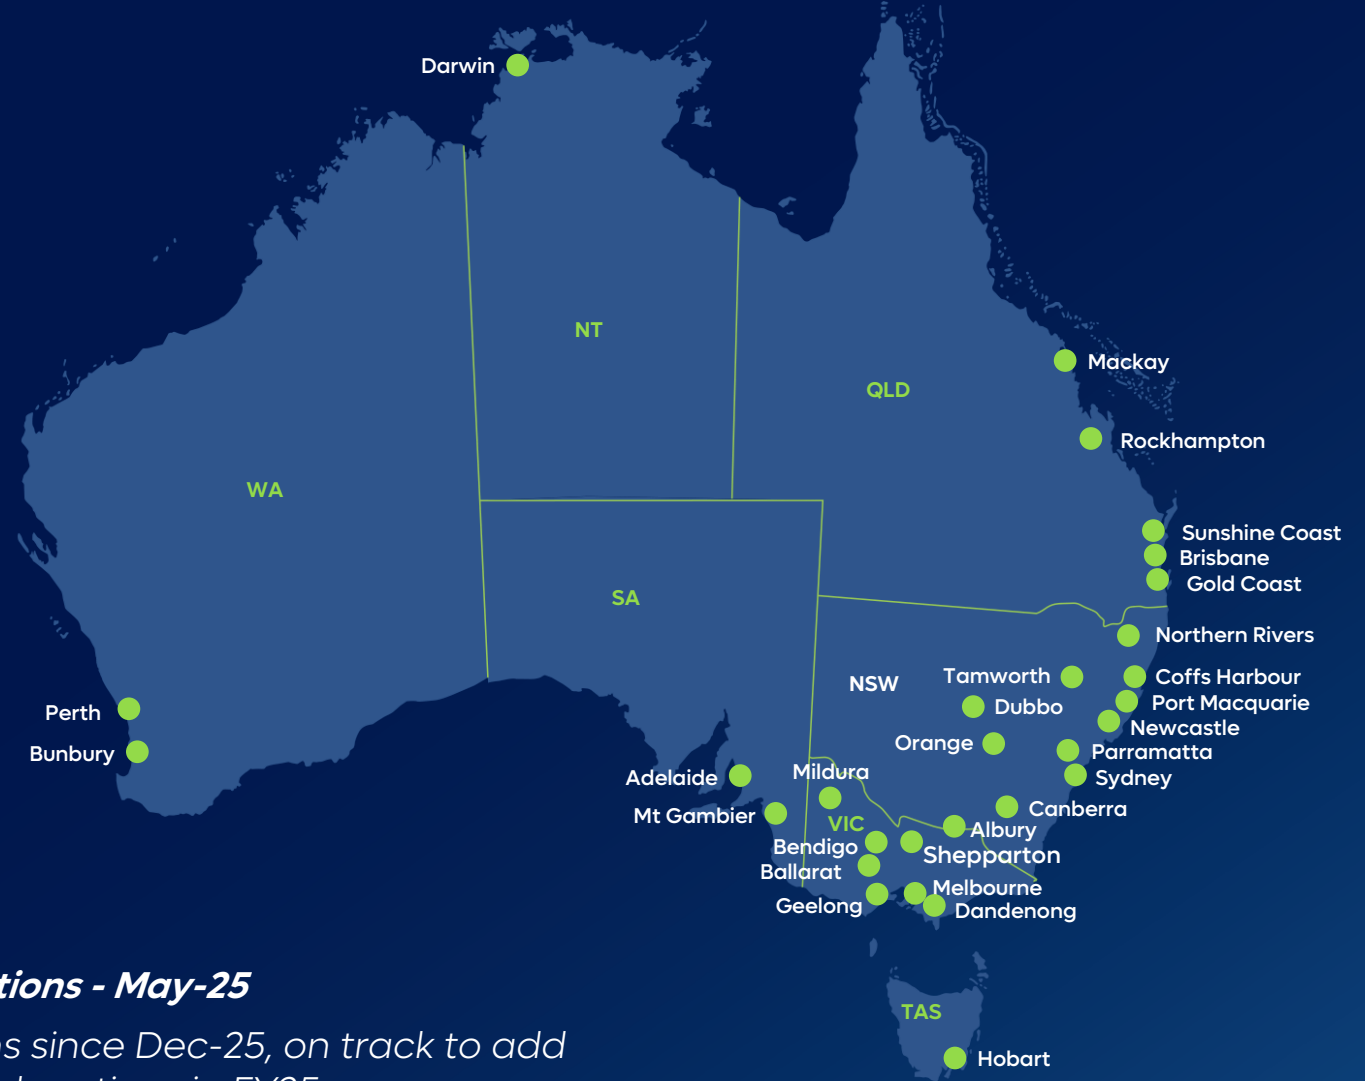 Darwin
NT
Mackay
QLD
Rockhampton
WA
Sunshine Coast
Brisbane
Gold Coast
SA
Northern Rivers
Tamworth
Coffs Harbour
NSW
Port Macquarie
Dubbo
Perth
Newcastle
Orange
Parramatta
Bunbury
Mildura
Adelaide
Sydney
Canberra
Mt Gambier
VIC
Albury
Bendigo
Shepparton
Ballarat
Melbourne
Geelong
Dandenong
- May-25
TAS
since Dec-25, on track to add
Hobart